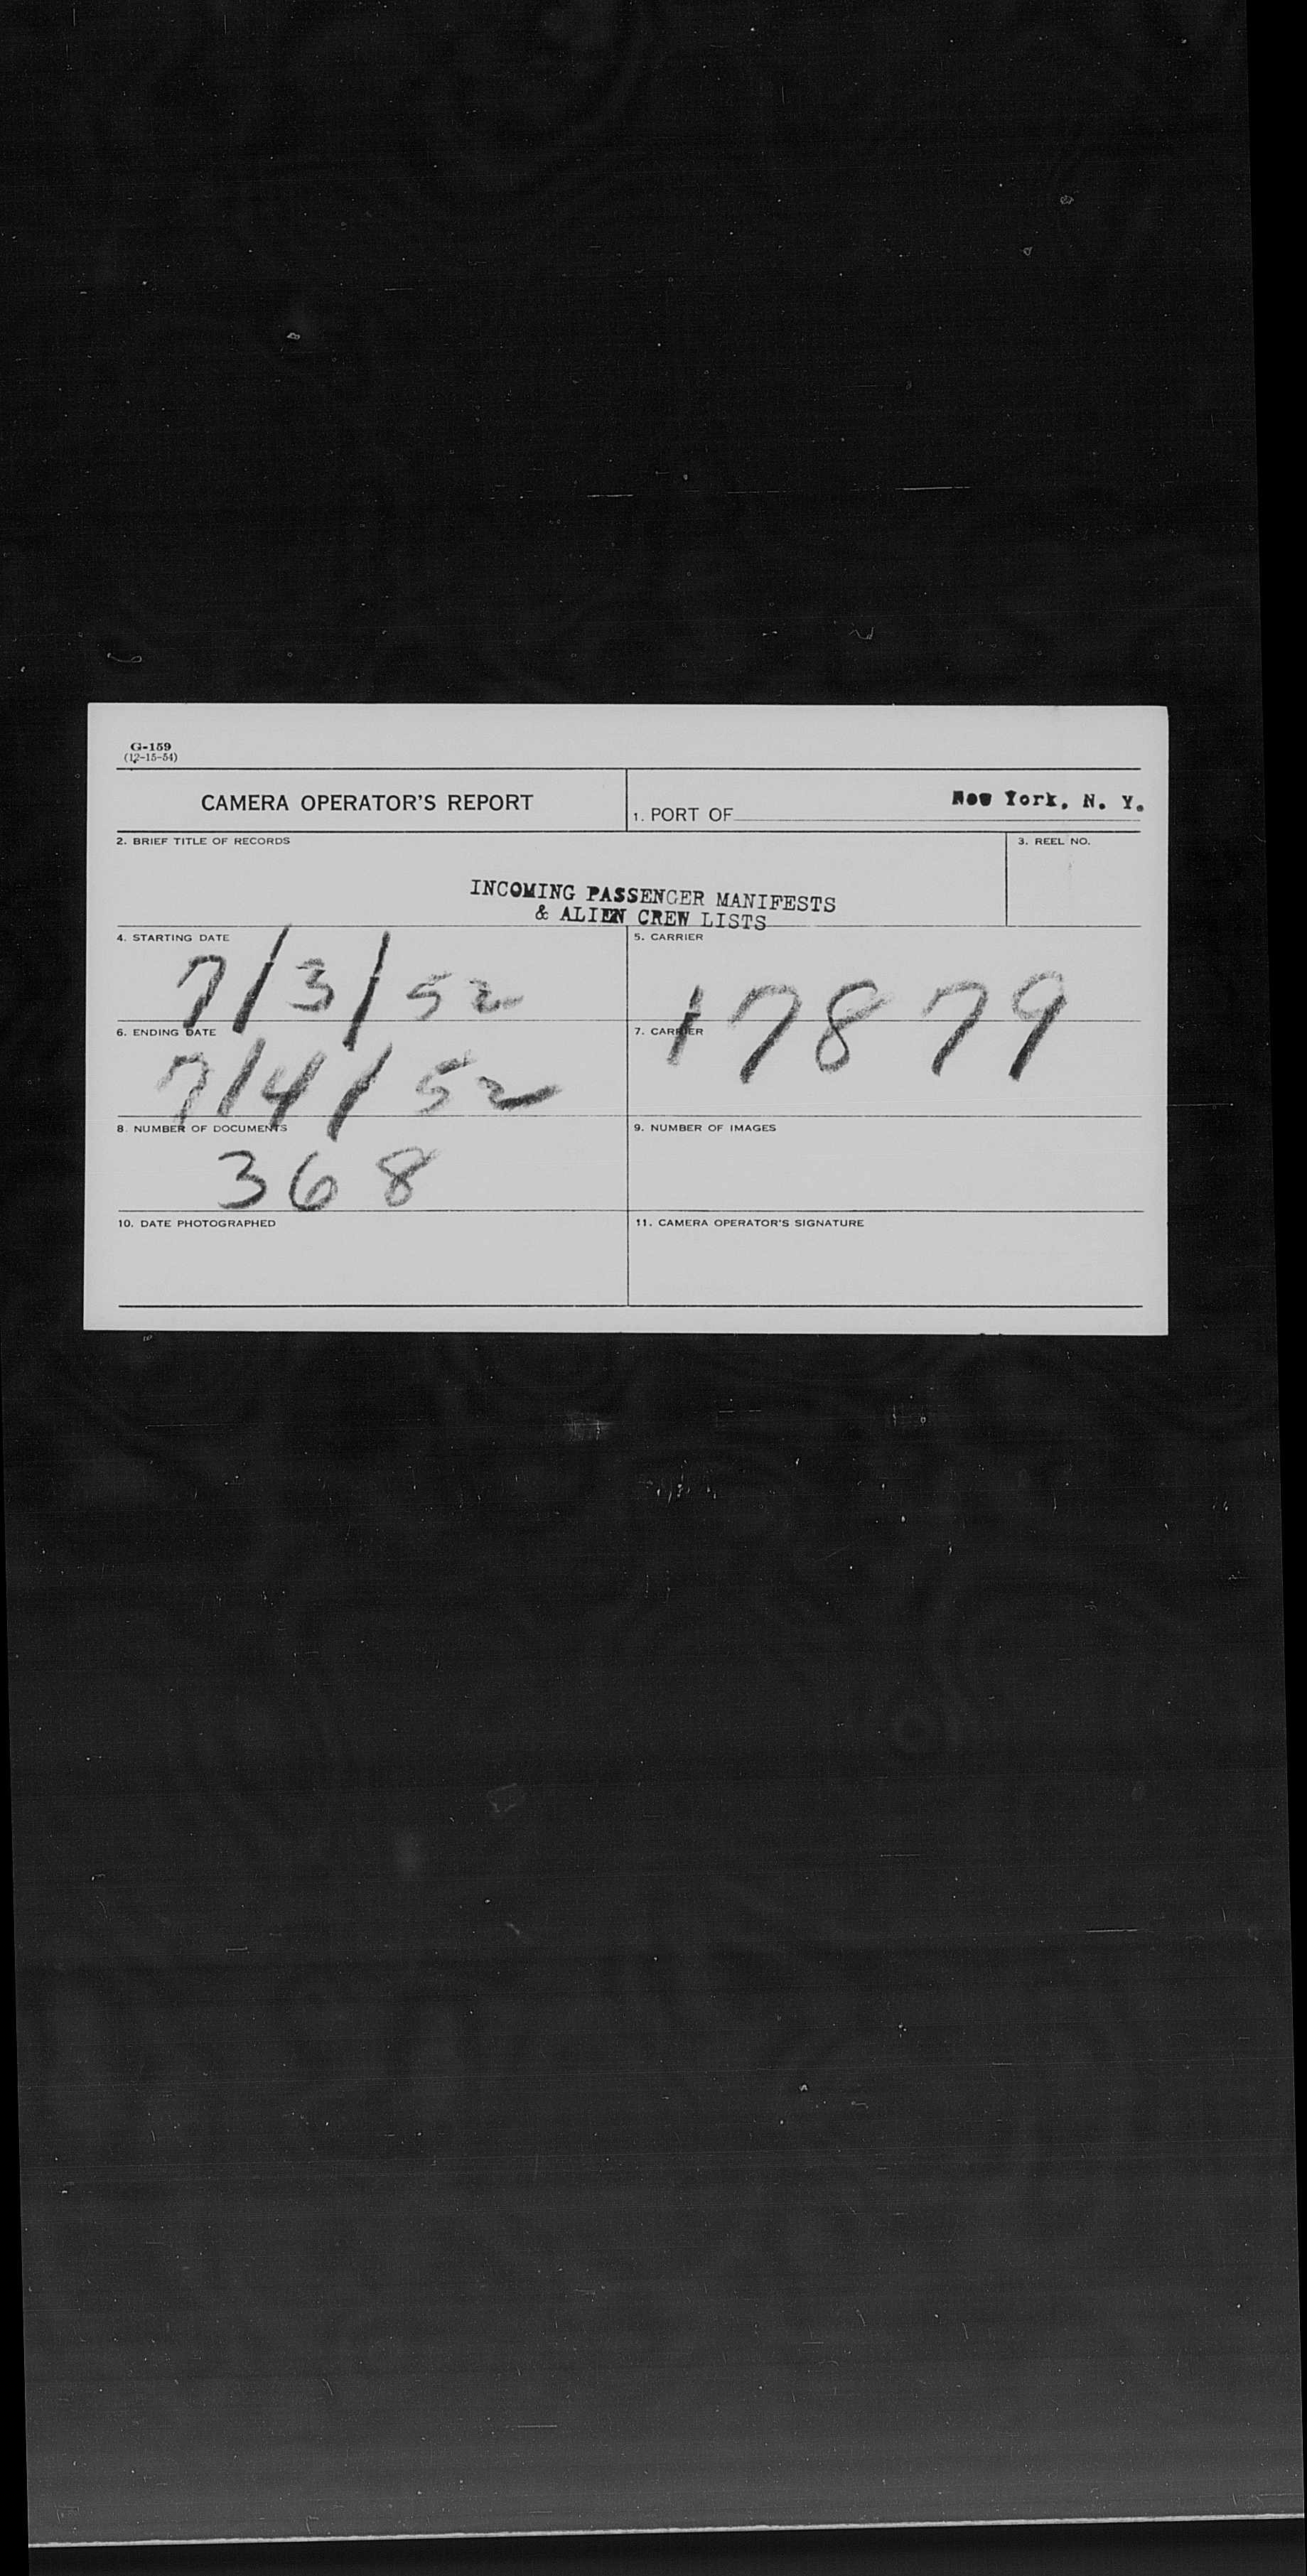 G-159
(12-15-54)
CAMERA OPERATOR'S REPORT
1. PORT OF New York, N. Y.
2. BRIEF TITLE OF RECORDS
3. REEL NO.
INCOMING PASSENGER MANIFESTS
& ALIEN CREW LISTS
4. STARTING DATE
7/3/52
5. CARRIER
17879
6. ENDING DATE
7/4/52
7. CARRIER
8. NUMBER OF DOCUMENTS
368
9. NUMBER OF IMAGES
10. DATE PHOTOGRAPHED
11. CAMERA OPERATOR'S SIGNATURE